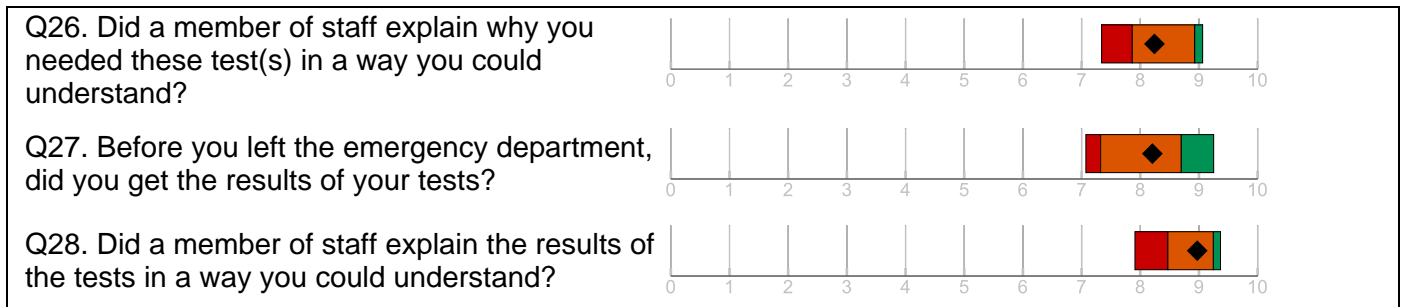 Q26. Did a member of staff explain why you
needed these test(s) in a way you could
understand?
0 1 2 3 4 5 6 7 8 9 10
Q27. Before you left the emergency department,
did you get the results of your tests?
0 1 2 3 4 5 6 7 8 9 10
Q28. Did a member of staff explain the results of
the tests in a way you could understand?
0 1 2 3 4 5 6 7 8 9 10